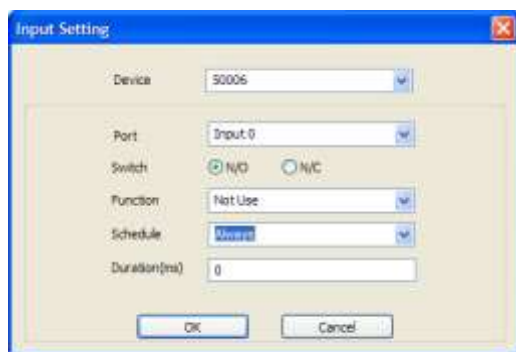 Input Setting
Device 50006
Port Input 0
Switch N/O N/C
Function Not Use
Schedule Always
Duration(ms) 0
OK Cancel